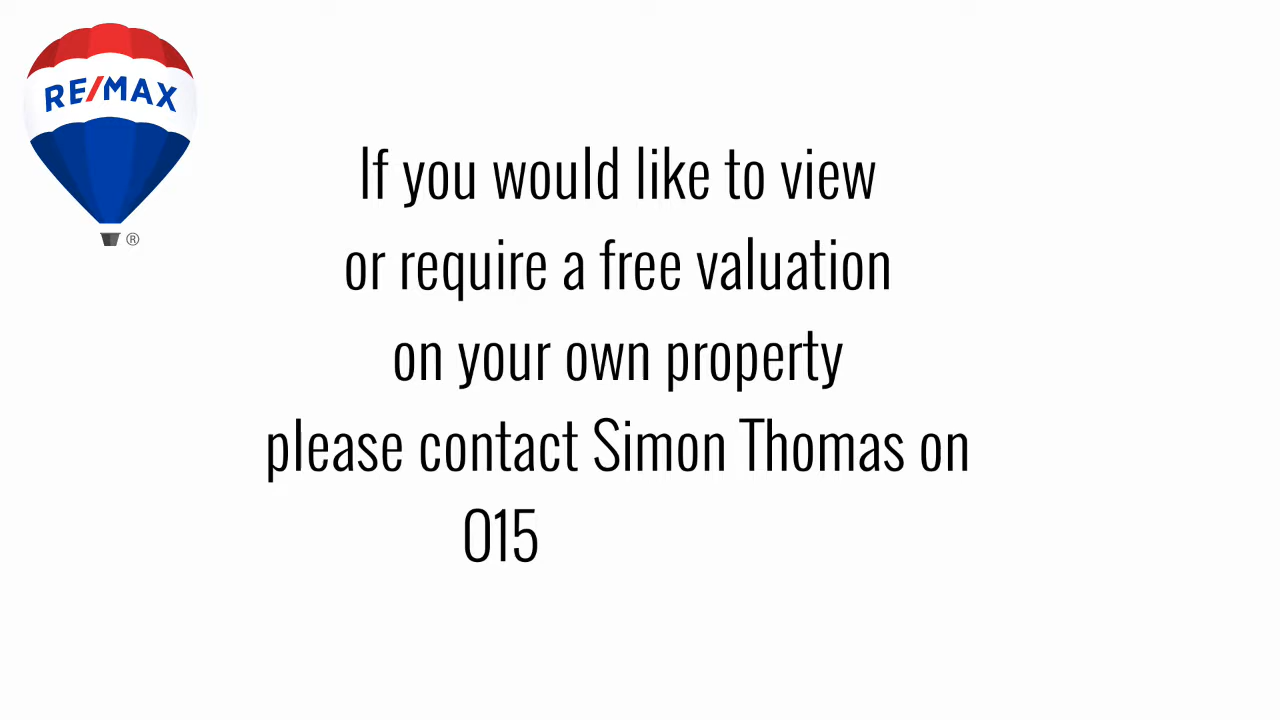 RE/MAX
®
If you would like to view
or require a free valuation
on your own property
please contact Simon Thomas on
015